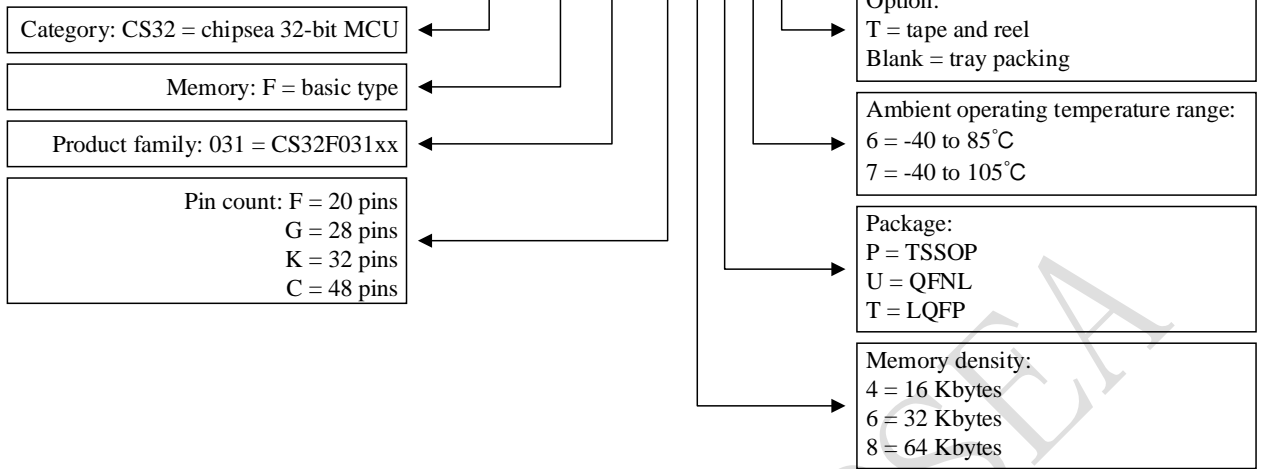 Category: CS32 = chipsea 32-bit MCU
Memory: F = basic type
Product family: 031 = CS32F031xx
Pin count: F = 20 pins
G = 28 pins
K = 32 pins
C = 48 pins
Option:
T = tape and reel
Blank = tray packing
Ambient operating temperature range:
6 = -40 to 85°C
7 = -40 to 105°C
Package:
P = TSSOP
U = QFNL
T = LQFP
Memory density:
4 = 16 Kbytes
6 = 32 Kbytes
8 = 64 Kbytes